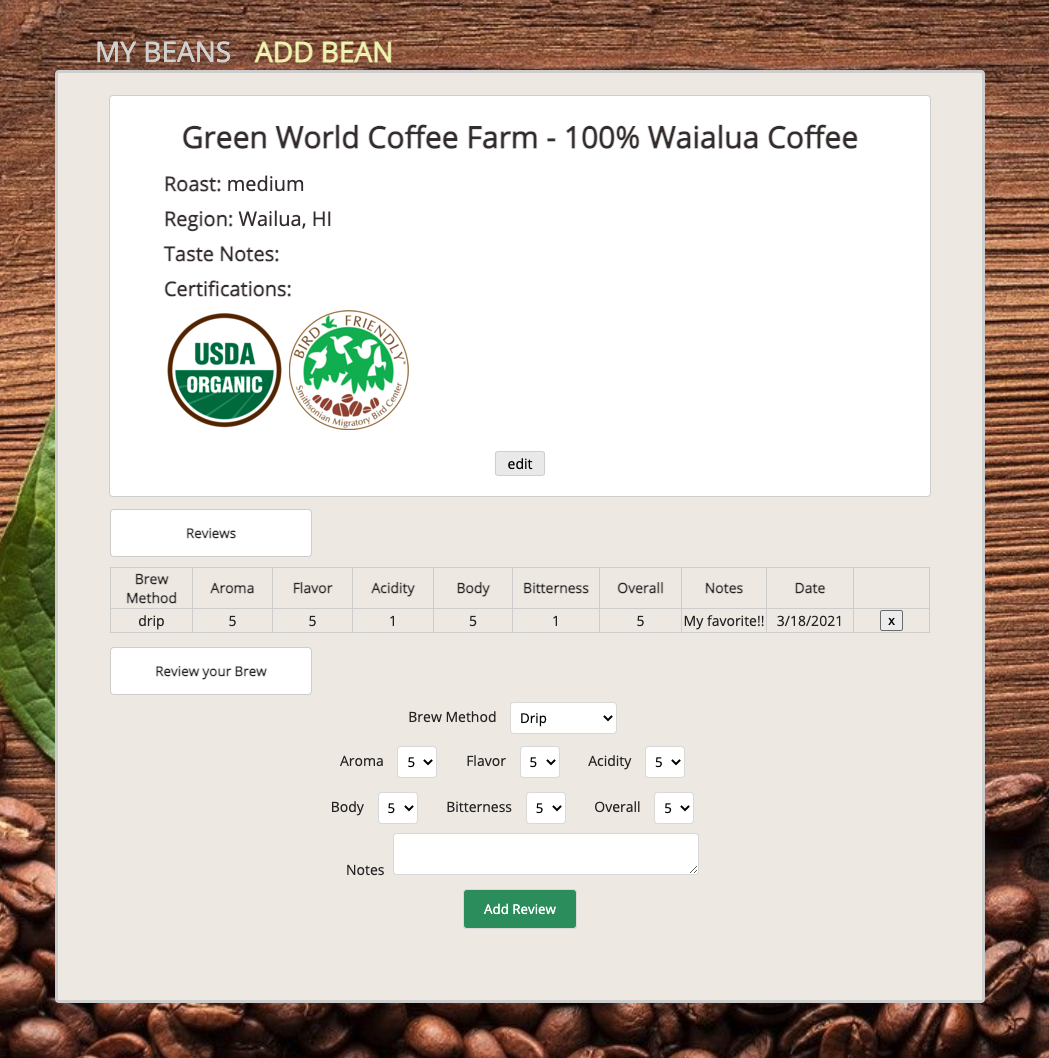 MY BEANS ADD BEAN
Green World Coffee Farm - 100% Waialua Coffee
Roast: medium
Region: Wailua, HI
Taste Notes:
Certifications:
USDA
ORGANIC
BIRD FRIENDLY
Smithsonian Migratory Bird Center
edit
Reviews
Brew Method Aroma Flavor Acidity Body Bitterness Overall Notes Date
drip 5 5 1 5 1 5 My favorite!! 3/18/2021 x
Review your Brew
Brew Method Drip
Aroma 5 Flavor 5 Acidity 5
Body 5 Bitterness 5 Overall 5
Notes
Add Review